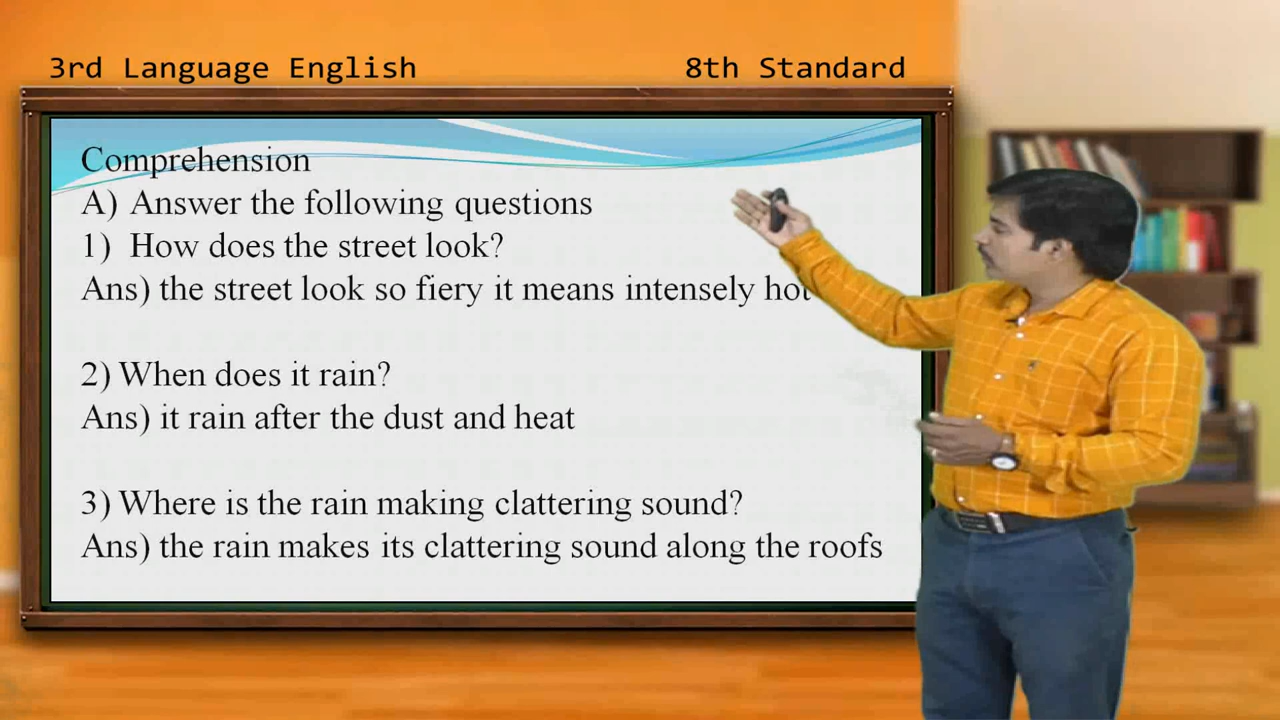 3rd Language English 8th Standard
Comprehension
A) Answer the following questions
1) How does the street look?
Ans) the street look so fiery it means intensely hot
2) When does it rain?
Ans) it rain after the dust and heat
3) Where is the rain making clattering sound?
Ans) the rain makes its clattering sound along the roofs